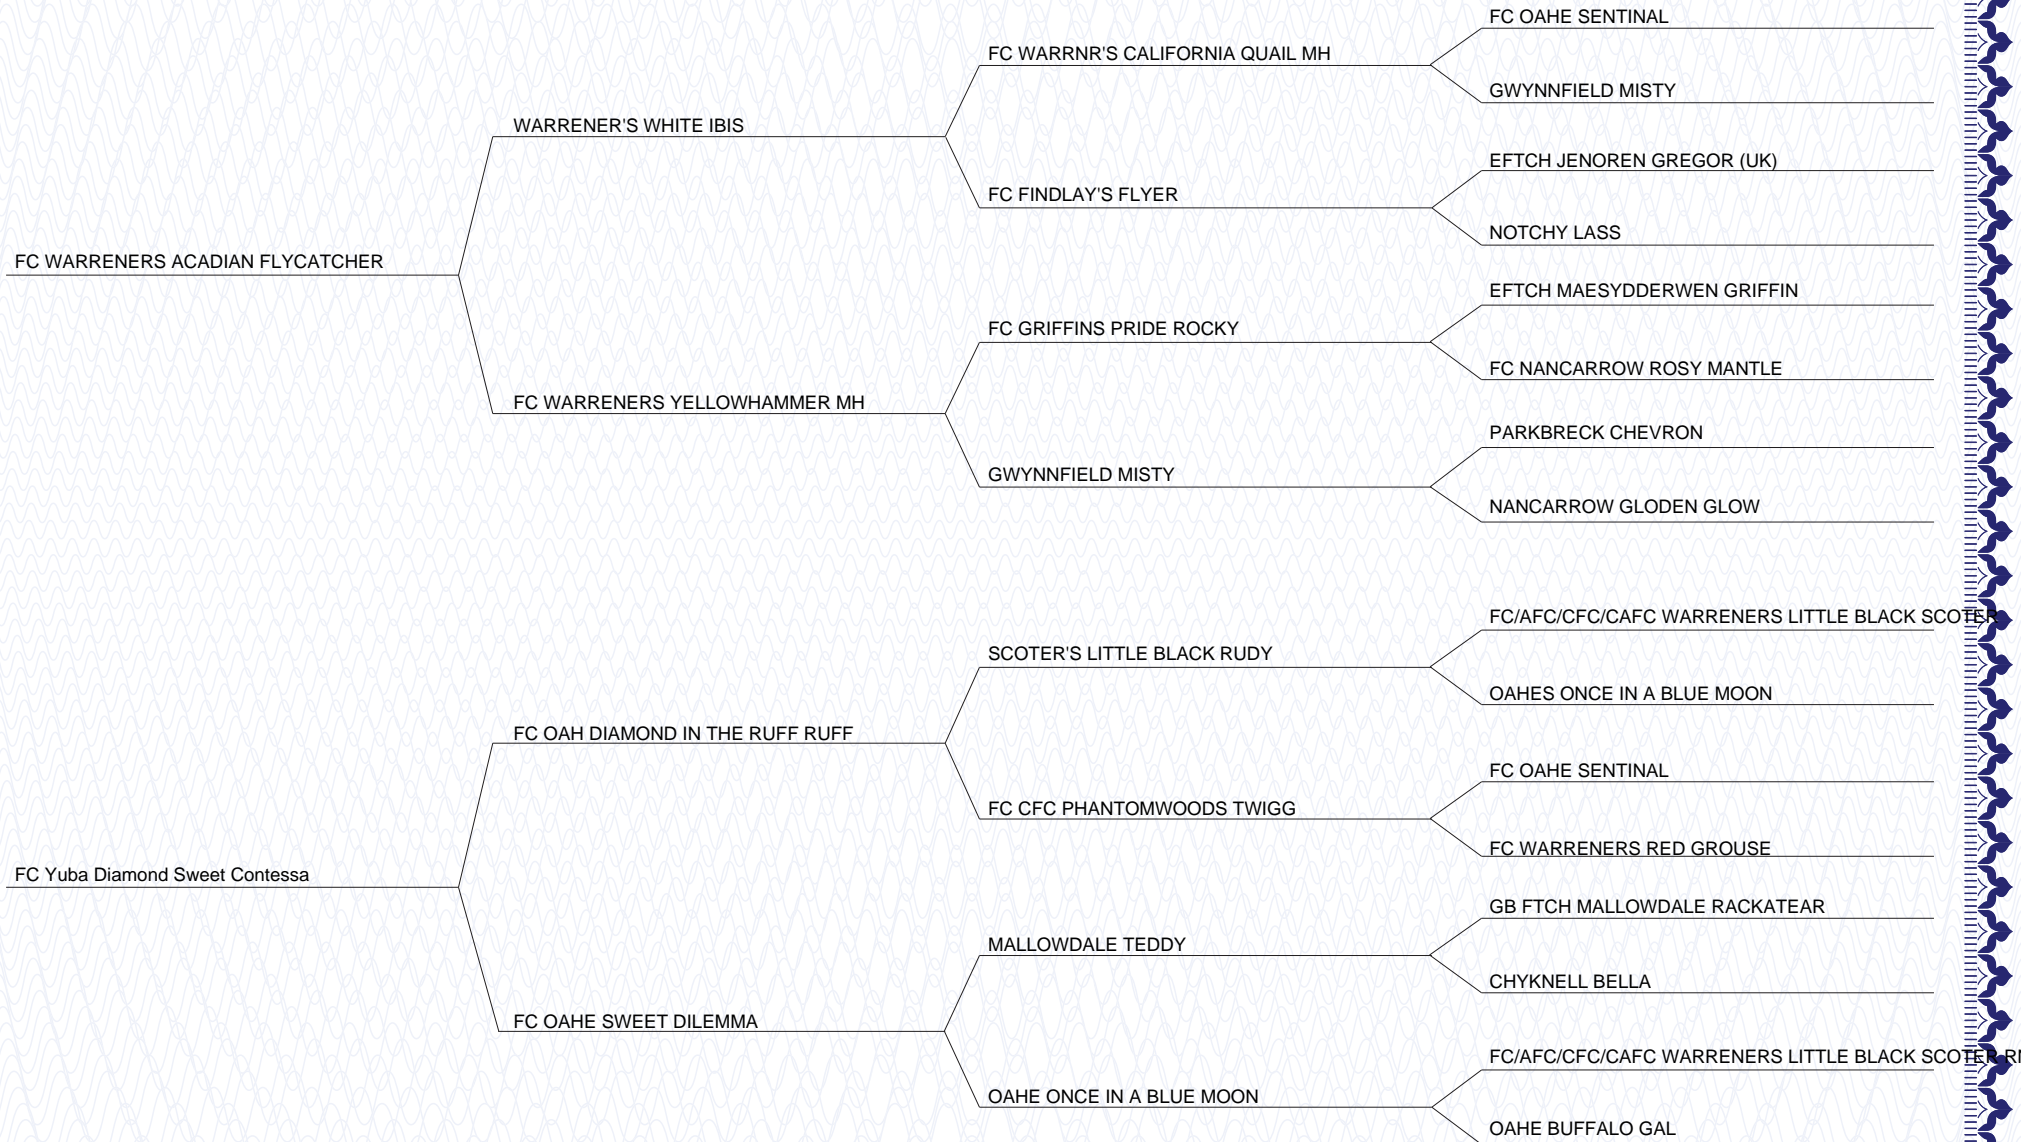 FC OAHE SENTINAL
FC WARRNR'S CALIFORNIA QUAIL MH
GWYNNFIELD MISTY
WARRENER'S WHITE IBIS
EFTCH JENOREN GREGOR (UK)
FC FINDLAY'S FLYER
NOTCHY LASS
FC WARRENERS ACADIAN FLYCATCHER
EFTCH MAESYDDERWEN GRIFFIN
FC GRIFFINS PRIDE ROCKY
FC NANCARROW ROSY MANTLE
FC WARRENERS YELLOWHAMMER MH
PARKBRECK CHEVRON
GWYNNFIELD MISTY
NANCARROW GLODEN GLOW
FC/AFC/CFC/CAFC WARRENERS LITTLE BLACK SCOTER
SCOTER'S LITTLE BLACK RUDY
OAHES ONCE IN A BLUE MOON
FC OAH DIAMOND IN THE RUFF RUFF
FC OAHE SENTINAL
FC CFC PHANTOMWOODS TWIGG
FC WARRENERS RED GROUSE
FC Yuba Diamond Sweet Contessa
GB FTCH MALLOWDALE RACKATEAR
MALLOWDALE TEDDY
CHYKNELL BELLA
FC OAHE SWEET DILEMMA
FC/AFC/CFC/CAFC WARRENERS LITTLE BLACK SCOTER
OAHE ONCE IN A BLUE MOON
OAHE BUFFALO GAL